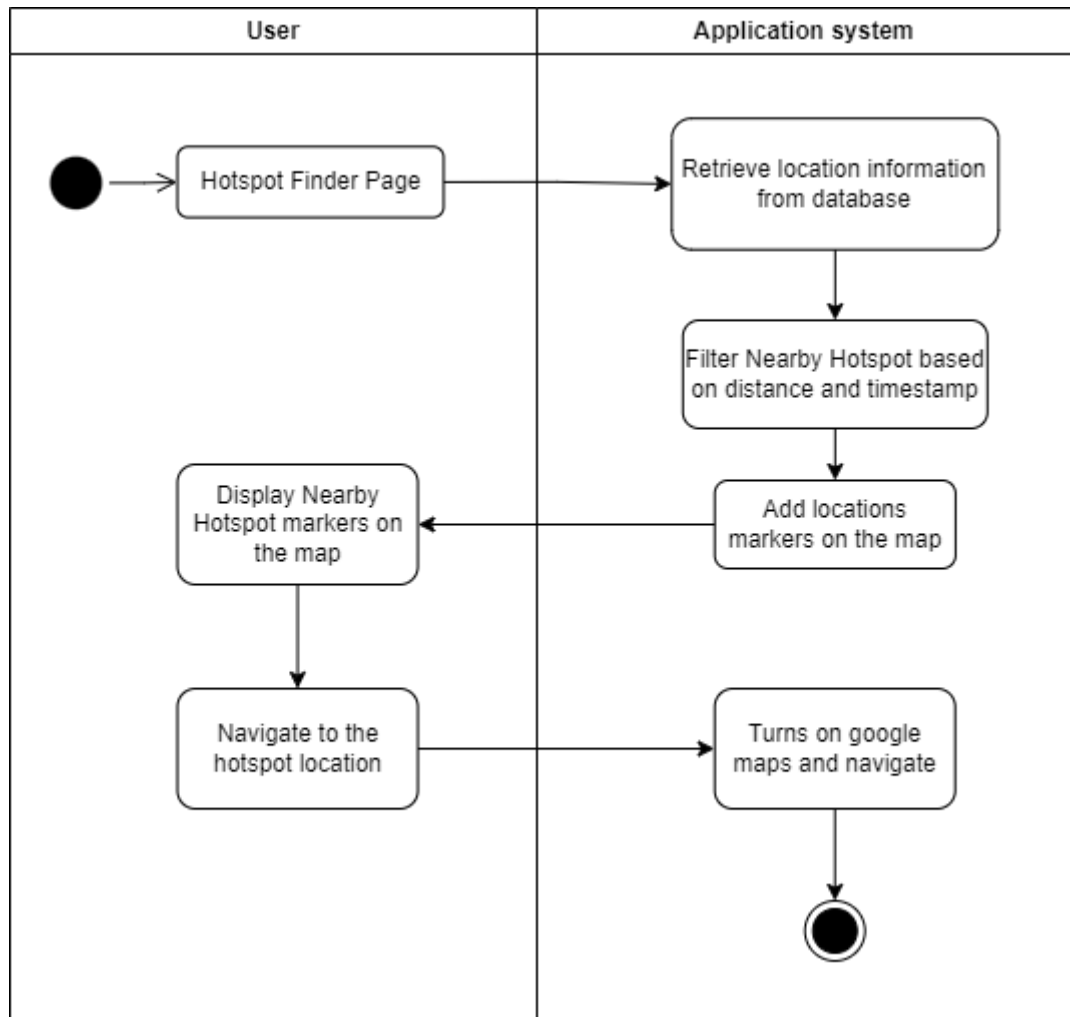 User
Application system
Hotspot Finder Page
Retrieve location information
from database
Filter Nearby Hotspot based
on distance and timestamp
Add locations
markers on the map
Display Nearby
Hotspot markers on
the map
Navigate to the
hotspot location
Turns on google
maps and navigate